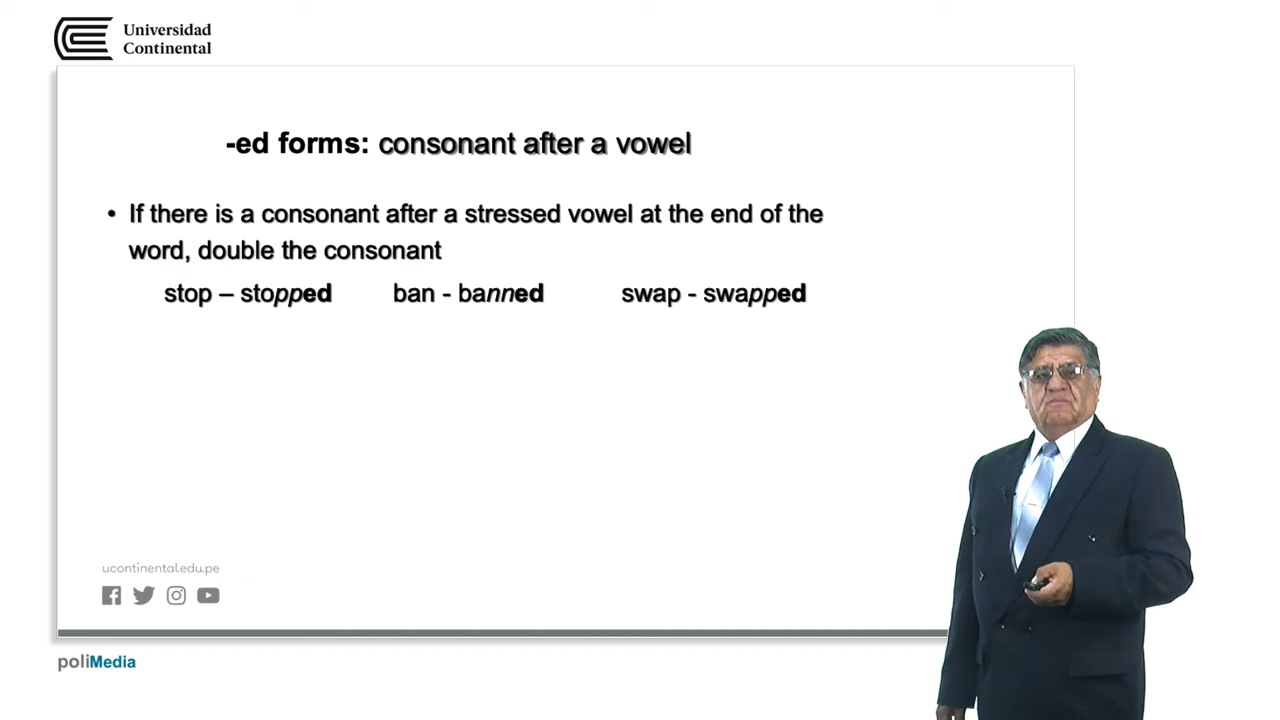 Universidad
Continental
-ed forms: consonant after a vowel
• If there is a consonant after a stressed vowel at the end of the
word, double the consonant
stop – stopped ban - banned swap - swapped
ucontinental.edu.pe
poliMedia